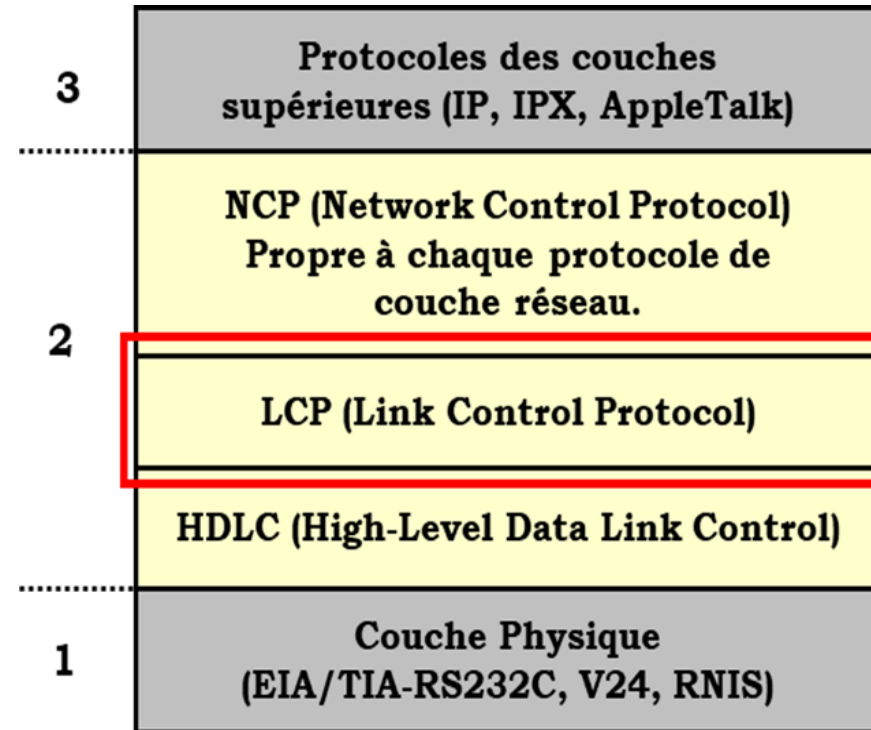 3
Protocoles des couches
supérieures (IP, IPX, AppleTalk)
2
NCP (Network Control Protocol)
Propre à chaque protocole de
couche réseau.
LCP (Link Control Protocol)
HDLC (High-Level Data Link Control)
1
Couche Physique
(EIA/TIA-RS232C, V24, RNIS)